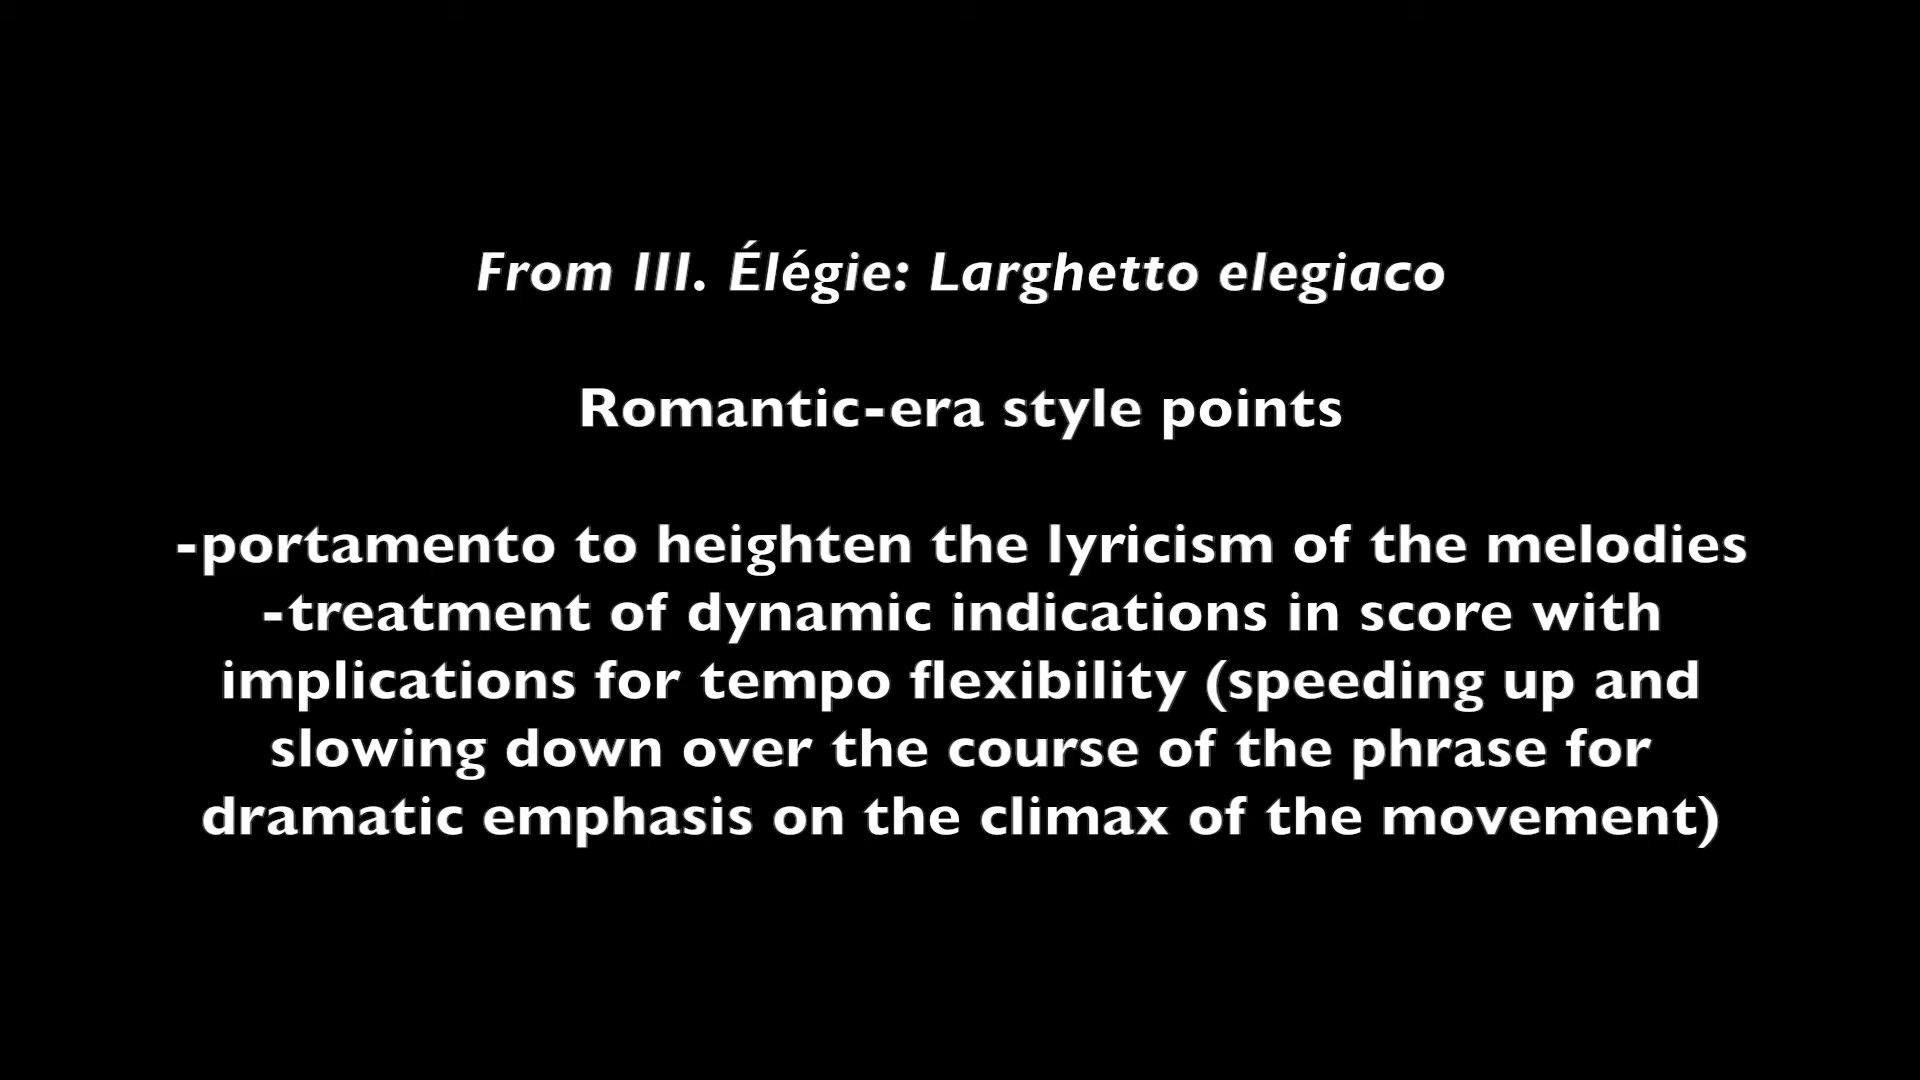 From III. Élégie: Larghetto elegiaco
Romantic-era style points
-portamento to heighten the lyricism of the melodies
-treatment of dynamic indications in score with
implications for tempo flexibility (speeding up and
slowing down over the course of the phrase for
dramatic emphasis on the climax of the movement)